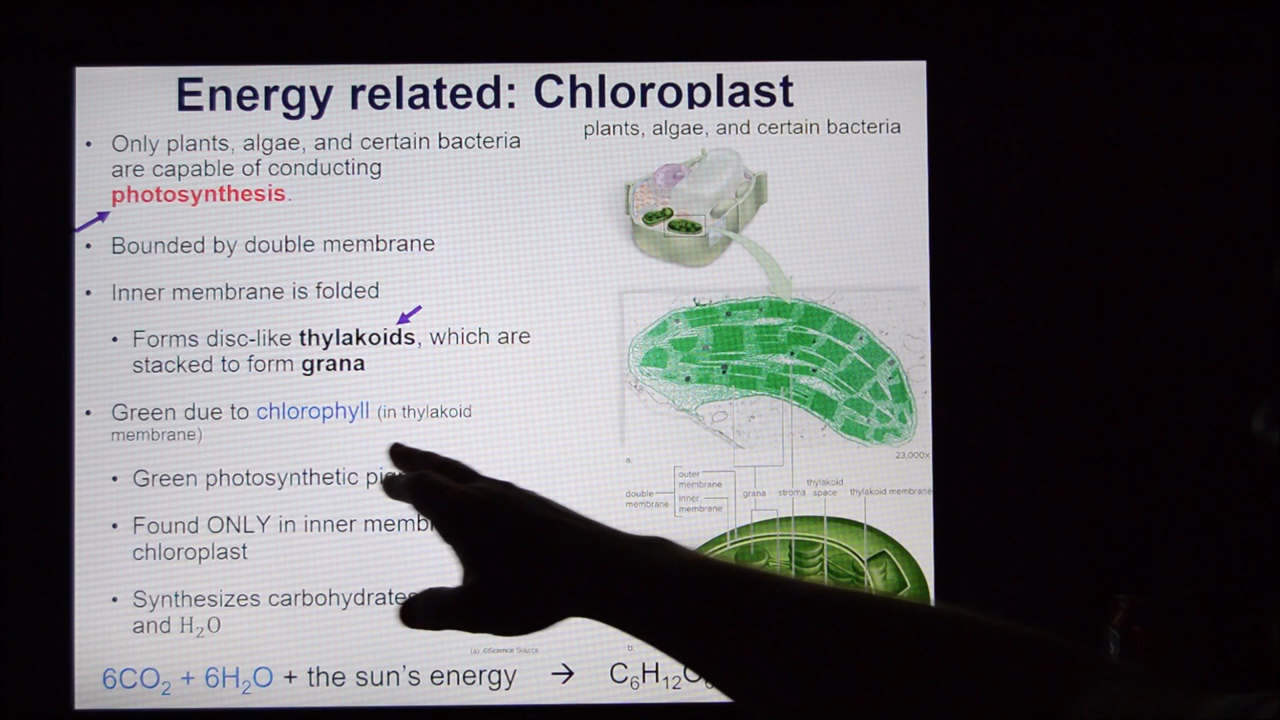 Energy related: Chloroplast
• Only plants, algae, and certain bacteria
are capable of conducting
photosynthesis.
• Bounded by double membrane
• Inner membrane is folded
• Forms disc-like thylakoids, which are
stacked to form grana
• Green due to chlorophyll (in thylakoid
membrane)
• Green photosynthetic
• Found ONLY in inner
chloroplast
• Synthesizes
and H₂O
6CO₂ + 6H₂O + the sun's energy → C₆H₁₂
plants, algae, and certain bacteria
a.
23,000x
double
membrane
outer
membrane
inner
membrane
grana
stroma
thylakoid
space
thylakoid membrane
(a) ©Science Source
b.